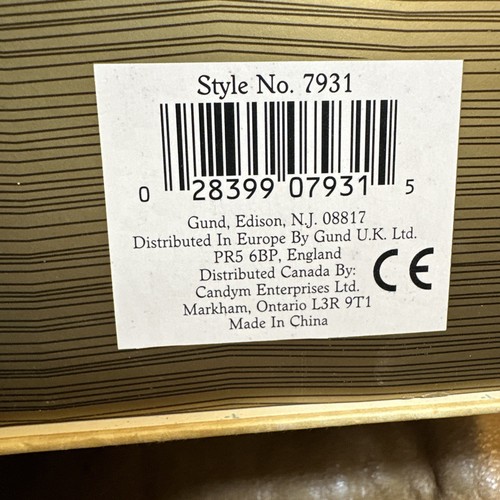 Style No. 7931
0 28399 07931 5
Gund, Edison, N.J. 08817
Distributed In Europe By Gund U.K. Ltd.
PR5 6BP, England
Distributed Canada By:
Candym Enterprises Ltd.
Markham, Ontario L3R 9T1
Made In China
CE